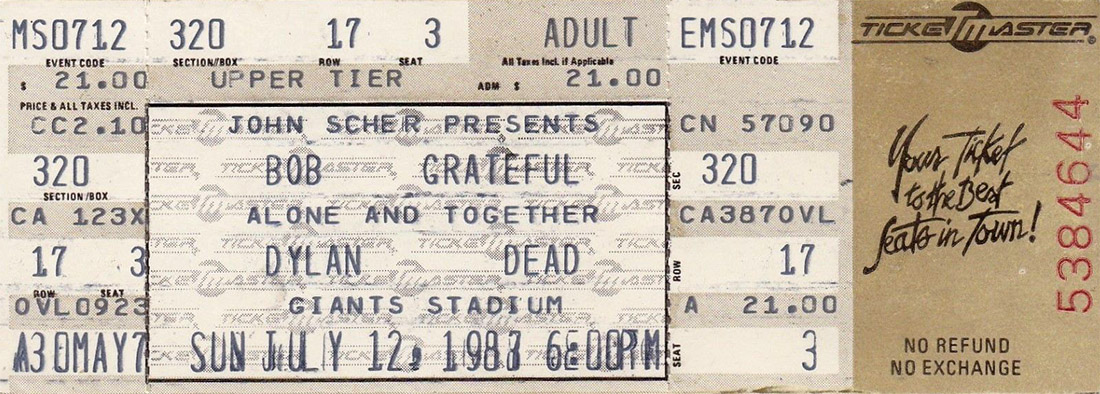 MS0712 320 17 3 ADULT EMS0712
EVENT CODE SECTION/BOX ROW SEAT All Taxes Incl. if Applicable EVENT CODE
$ 21.00 UPPER TIER ADM $ 21.00
PRICE & ALL TAXES INCL.
CC2.10 JOHN SCHER PRESENTS CN 57090
320 BOB GRATEFUL SEC 320
SECTION/BOX
CA 123X ALONE AND TOGETHER CA3870VL
17 3 DYLAN DEAD ROW 17
ROW SEAT
OVL0923 GIANTS STADIUM A 21.00
A30MAY7 SUN JULY 12, 1987 6:00PM SEAT 3
TICKETMASTER®
Your Ticket
to the Best
Seats in Town!
NO REFUND
NO EXCHANGE
5384644